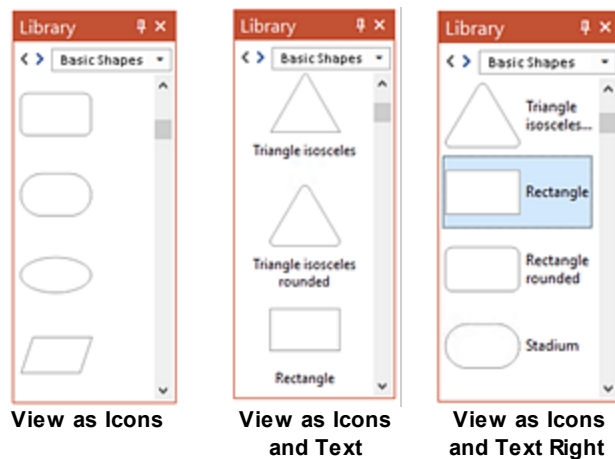 Library
Basic Shapes
View as Icons
Library
Basic Shapes
Triangle isosceles
Triangle isosceles
rounded
Rectangle
View as Icons
and Text
Library
Basic Shapes
Triangle
isosceles...
Rectangle
Rectangle
rounded
Stadium
View as Icons
and Text Right